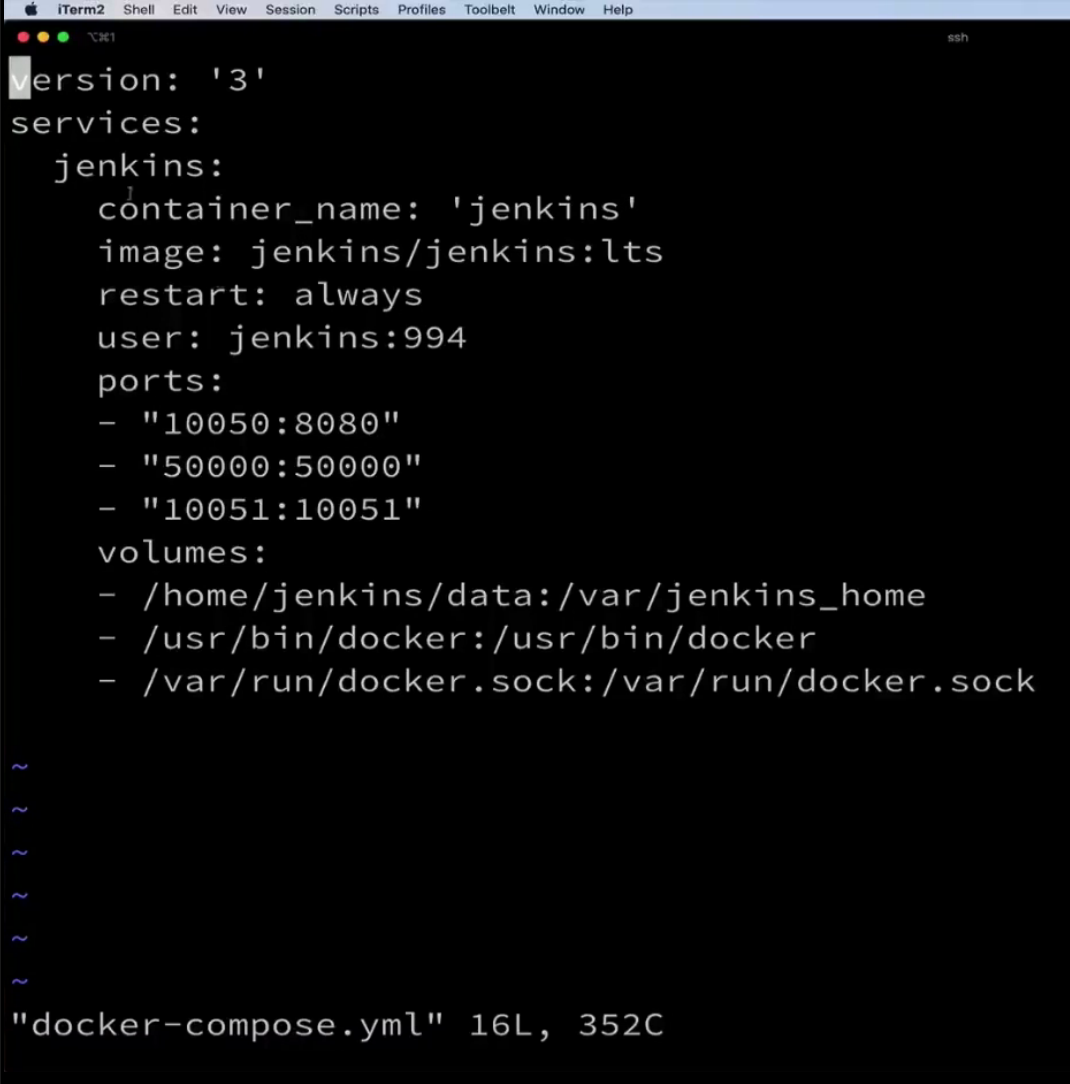 iTerm2 Shell Edit View Session Scripts Profiles Toolbelt Window Help
⌥⌘1 ssh
version: '3'
services:
  jenkins:
    container_name: 'jenkins'
    image: jenkins/jenkins:lts
    restart: always
    user: jenkins:994
    ports:
    - "10050:8080"
    - "50000:50000"
    - "10051:10051"
    volumes:
    - /home/jenkins/data:/var/jenkins_home
    - /usr/bin/docker:/usr/bin/docker
    - /var/run/docker.sock:/var/run/docker.sock
~
~
~
~
~
~
"docker-compose.yml" 16L, 352C